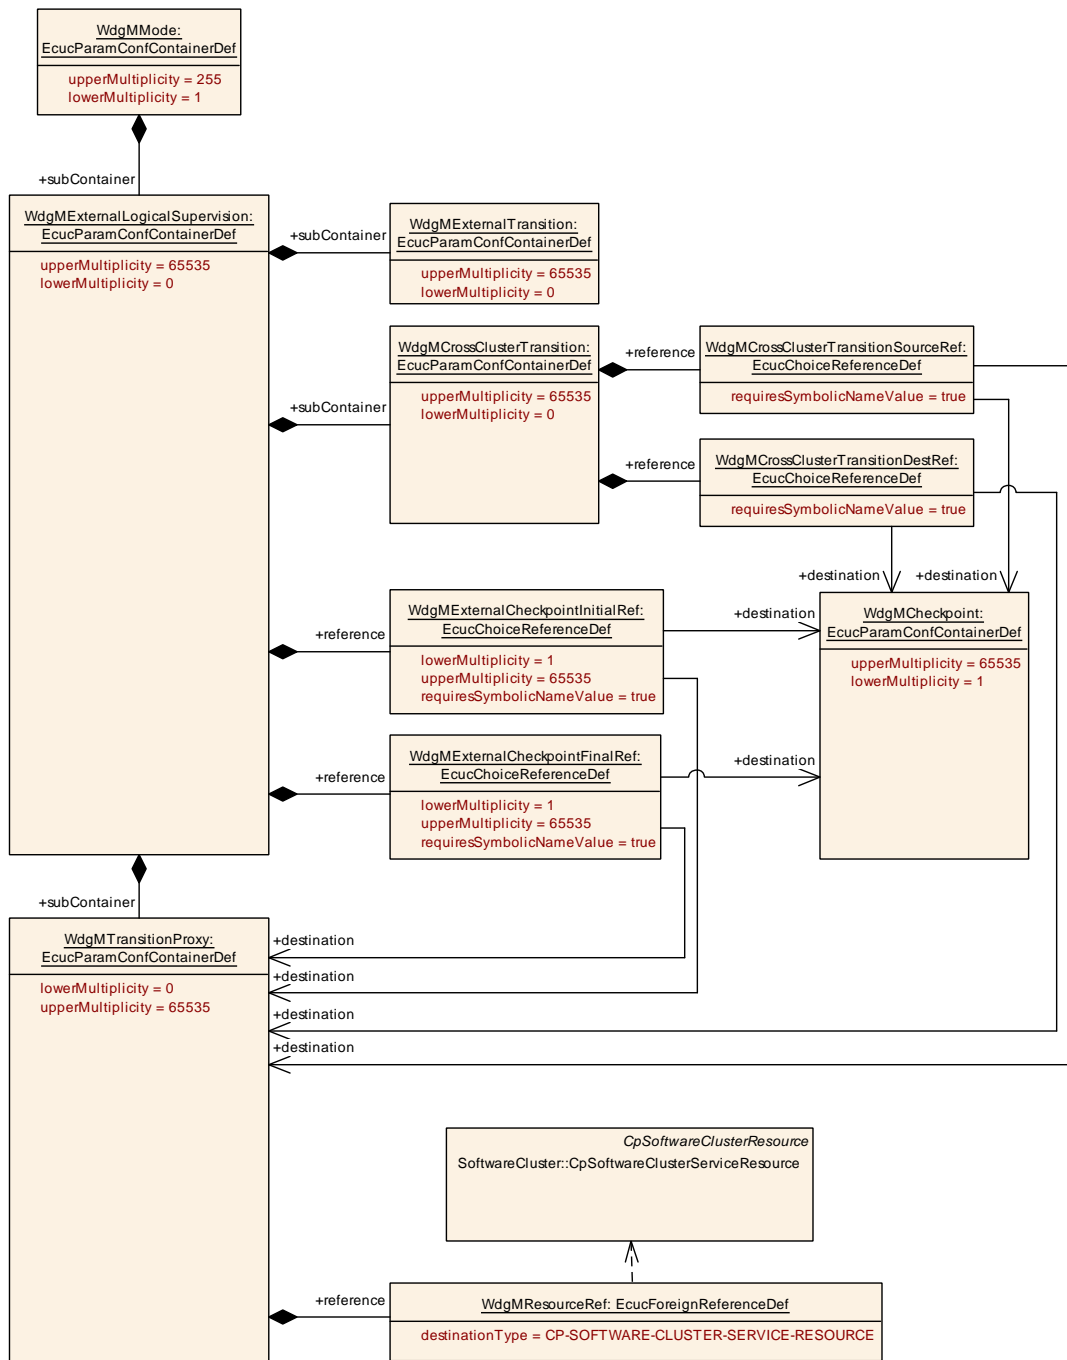 WdgMMode:
EcucParamConfContainerDef
upperMultiplicity = 255
lowerMultiplicity = 1
+subContainer
WdgMExternalLogicalSupervision:
EcucParamConfContainerDef
upperMultiplicity = 65535
lowerMultiplicity = 0
+subContainer
WdgMExternalTransition:
EcucParamConfContainerDef
upperMultiplicity = 65535
lowerMultiplicity = 0
+subContainer
WdgMCrossClusterTransition:
EcucParamConfContainerDef
upperMultiplicity = 65535
lowerMultiplicity = 0
+reference
WdgMCrossClusterTransitionSourceRef:
EcucChoiceReferenceDef
requiresSymbolicNameValue = true
+reference
WdgMCrossClusterTransitionDestRef:
EcucChoiceReferenceDef
requiresSymbolicNameValue = true
+destination
+destination
+reference
WdgMExternalCheckpointInitialRef:
EcucChoiceReferenceDef
lowerMultiplicity = 1
upperMultiplicity = 65535
requiresSymbolicNameValue = true
+destination
WdgMCheckpoint:
EcucParamConfContainerDef
upperMultiplicity = 65535
lowerMultiplicity = 1
+reference
WdgMExternalCheckpointFinalRef:
EcucChoiceReferenceDef
lowerMultiplicity = 1
upperMultiplicity = 65535
requiresSymbolicNameValue = true
+destination
+subContainer
WdgMTransitionProxy:
EcucParamConfContainerDef
lowerMultiplicity = 0
upperMultiplicity = 65535
+destination
+destination
+destination
+destination
CpSoftwareClusterResource
SoftwareCluster::CpSoftwareClusterServiceResource
+reference
WdgMResourceRef: EcucForeignReferenceDef
destinationType = CP-SOFTWARE-CLUSTER-SERVICE-RESOURCE